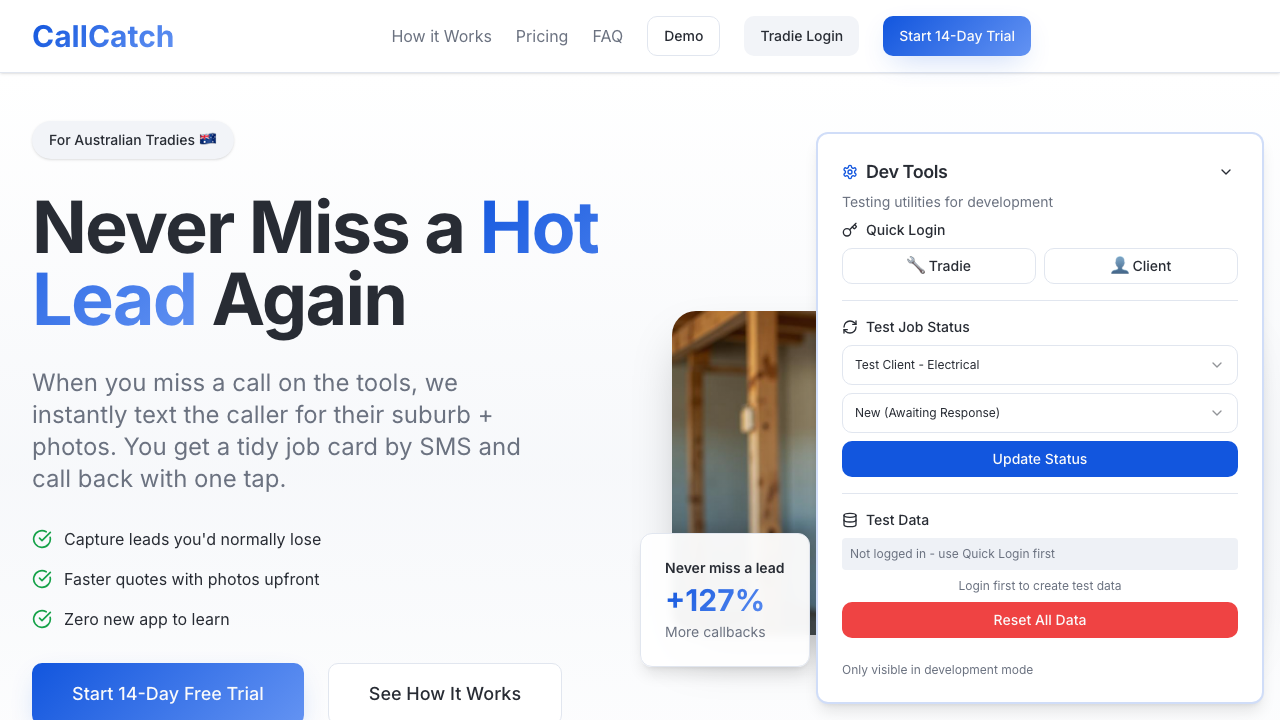 CallCatch
How it Works
Pricing
FAQ
Demo
Tradie Login
Start 14-Day Trial
For Australian Tradies 🇦🇺
Never Miss a Hot
Lead Again
When you miss a call on the tools, we
instantly text the caller for their suburb +
photos. You get a tidy job card by SMS and
call back with one tap.
Capture leads you'd normally lose
Faster quotes with photos upfront
Zero new app to learn
Start 14-Day Free Trial
See How It Works
Never miss a lead
+127%
More callbacks
Dev Tools
Testing utilities for development
Quick Login
🔧 Tradie
👤 Client
Test Job Status
Test Client - Electrical
New (Awaiting Response)
Update Status
Test Data
Not logged in - use Quick Login first
Login first to create test data
Reset All Data
Only visible in development mode